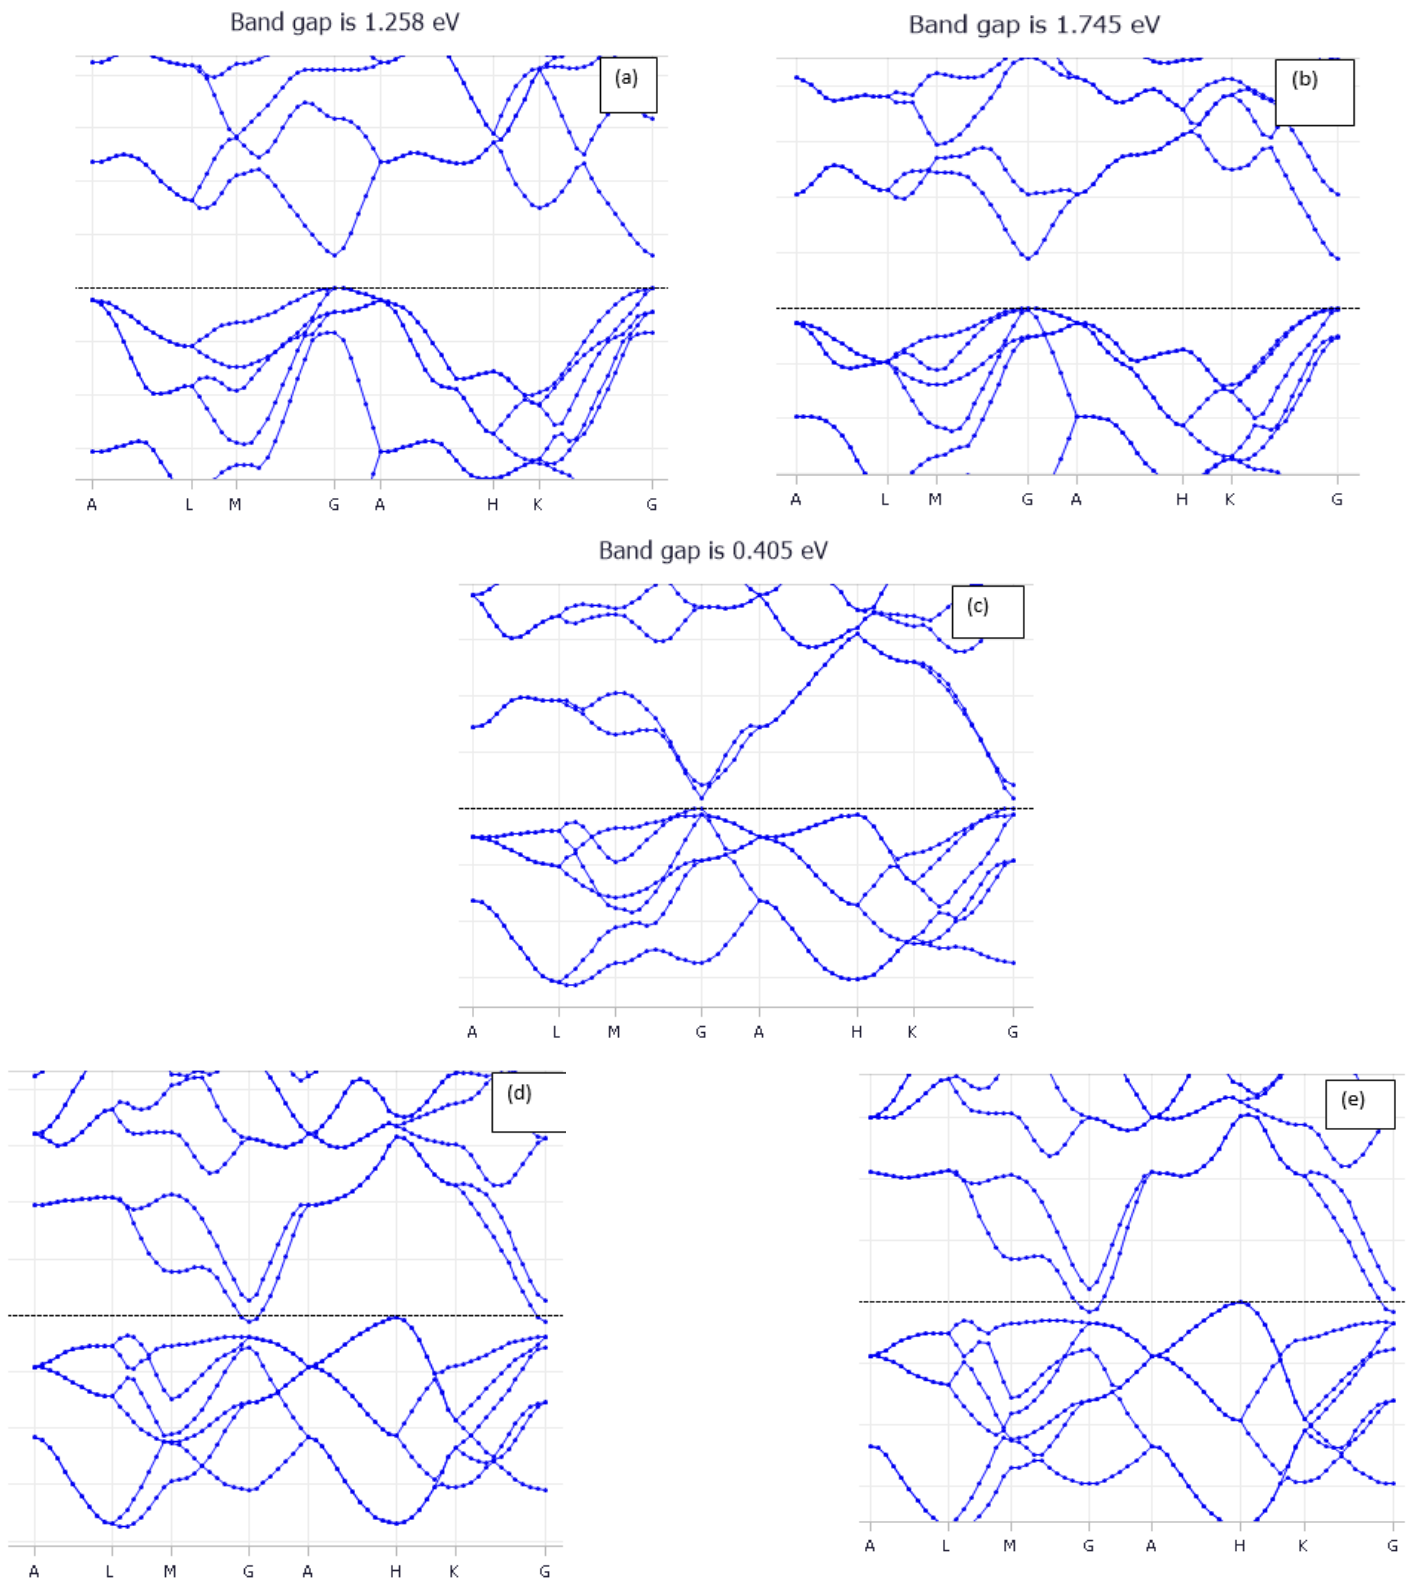 Band gap is 1.258 eV
Band gap is 1.745 eV
(a)
(b)
A L M G A H K G
A L M G A H K G
Band gap is 0.405 eV
(c)
A L M G A H K G
(d)
(e)
A L M G A H K G
A L M G A H K G